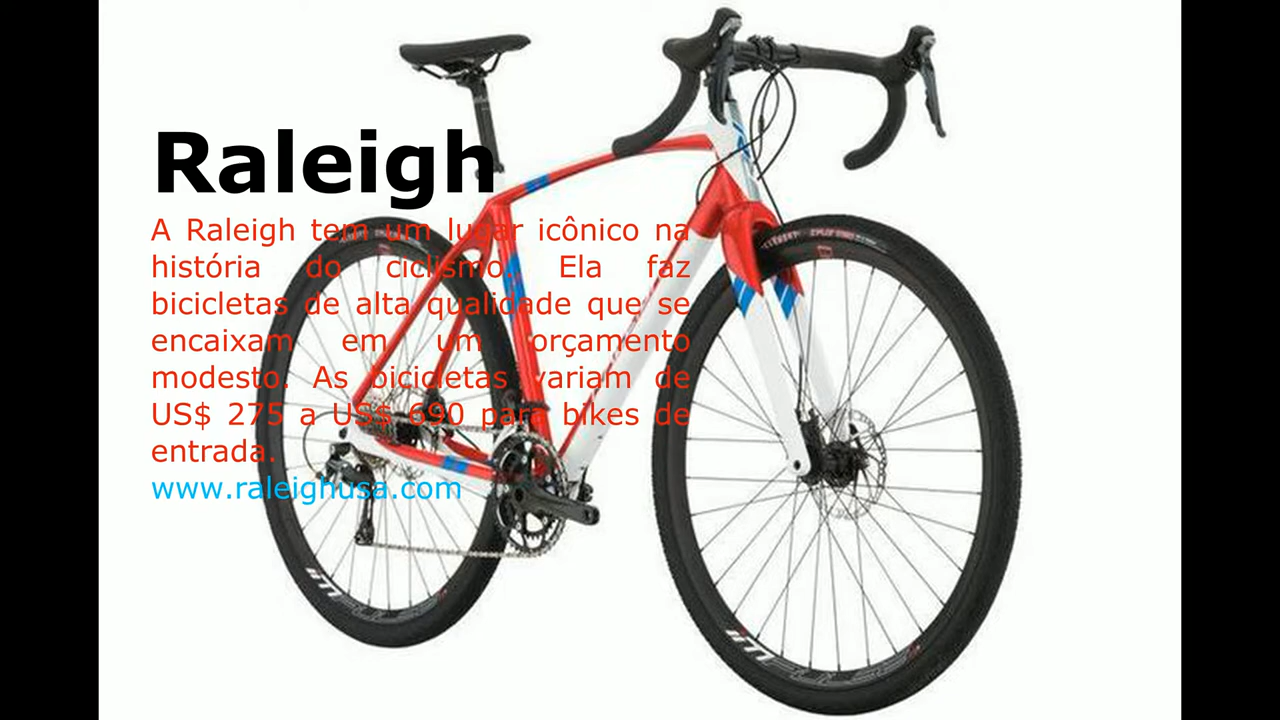 Raleigh
A Raleigh tem um lugar icônico na
história do ciclismo. Ela faz
bicicletas de alta qualidade que se
encaixam em um orçamento
modesto. As bicicletas variam de
US$ 275 a US$ 690 para bikes de
entrada.
www.raleighusa.com